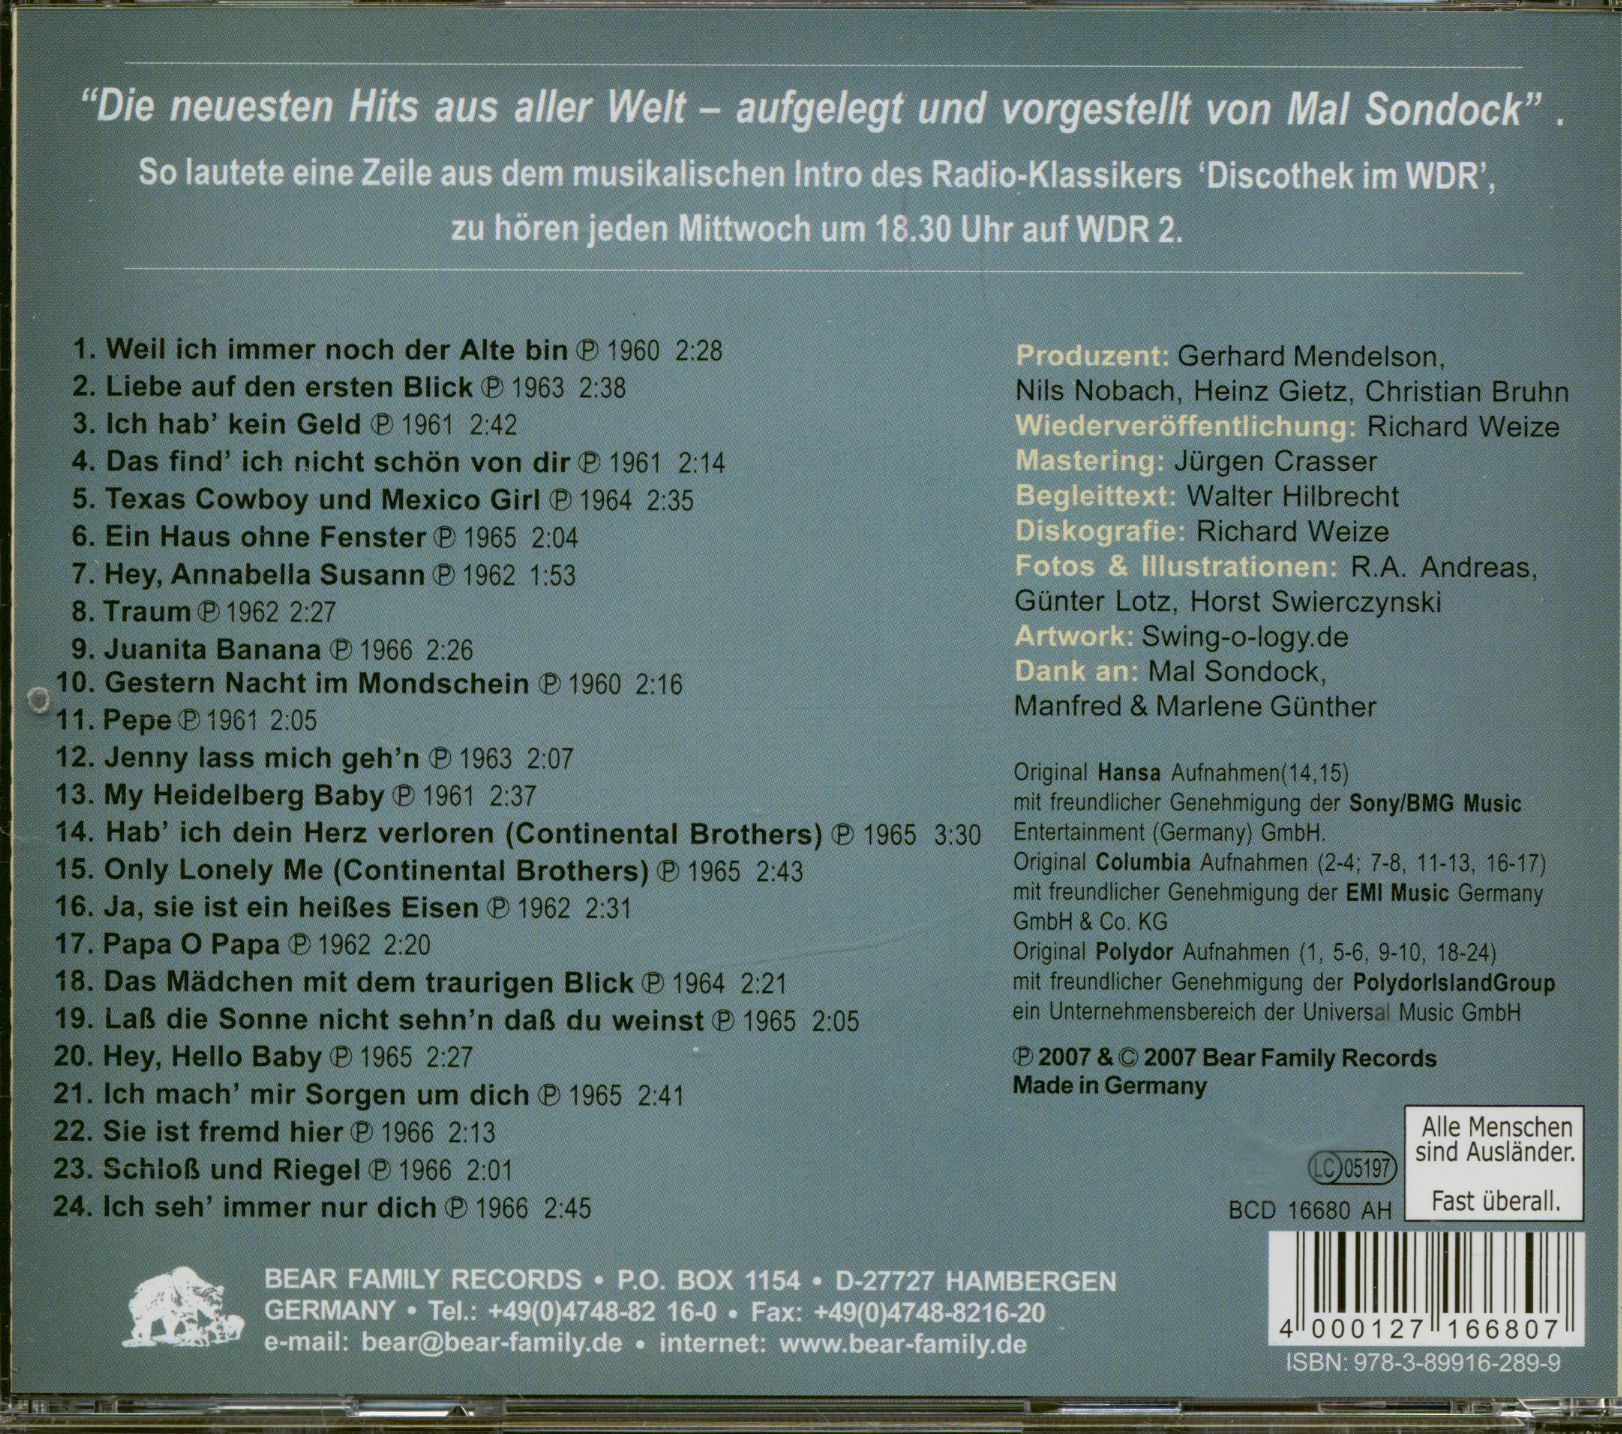 “Die neuesten Hits aus aller Welt – aufgelegt und vorgestellt von Mal Sondock” .
So lautete eine Zeile aus dem musikalischen Intro des Radio-Klassikers ‘Discothek im WDR’,
zu hören jeden Mittwoch um 18.30 Uhr auf WDR 2.
1. Weil ich immer noch der Alte bin ℗ 1960 2:28
2. Liebe auf den ersten Blick ℗ 1963 2:38
3. Ich hab’ kein Geld ℗ 1961 2:42
4. Das find’ ich nicht schön von dir ℗ 1961 2:14
5. Texas Cowboy und Mexico Girl ℗ 1964 2:35
6. Ein Haus ohne Fenster ℗ 1965 2:04
7. Hey, Annabella Susann ℗ 1962 1:53
8. Traum ℗ 1962 2:27
9. Juanita Banana ℗ 1966 2:26
10. Gestern Nacht im Mondschein ℗ 1960 2:16
11. Pepe ℗ 1961 2:05
12. Jenny lass mich geh’n ℗ 1963 2:07
13. My Heidelberg Baby ℗ 1961 2:37
14. Hab’ ich dein Herz verloren (Continental Brothers) ℗ 1965 3:30
15. Only Lonely Me (Continental Brothers) ℗ 1965 2:43
16. Ja, sie ist ein heißes Eisen ℗ 1962 2:31
17. Papa O Papa ℗ 1962 2:20
18. Das Mädchen mit dem traurigen Blick ℗ 1964 2:21
19. Laß die Sonne nicht sehn’n daß du weinst ℗ 1965 2:05
20. Hey, Hello Baby ℗ 1965 2:27
21. Ich mach’ mir Sorgen um dich ℗ 1965 2:41
22. Sie ist fremd hier ℗ 1966 2:13
23. Schloß und Riegel ℗ 1966 2:01
24. Ich seh’ immer nur dich ℗ 1966 2:45
Produzent: Gerhard Mendelson,
Nils Nobach, Heinz Gietz, Christian Bruhn
Wiederveröffentlichung: Richard Weize
Mastering: Jürgen Crasser
Begleittext: Walter Hilbrecht
Diskografie: Richard Weize
Fotos & Illustrationen: R.A. Andreas,
Günter Lotz, Horst Swierczynski
Artwork: Swing-o-logy.de
Dank an: Mal Sondock,
Manfred & Marlene Günther
Original Hansa Aufnahmen(14,15)
mit freundlicher Genehmigung der Sony/BMG Music
Entertainment (Germany) GmbH.
Original Columbia Aufnahmen (2-4; 7-8, 11-13, 16-17)
mit freundlicher Genehmigung der EMI Music Germany
GmbH & Co. KG
Original Polydor Aufnahmen (1, 5-6, 9-10, 18-24)
mit freundlicher Genehmigung der PolydorIslandGroup
ein Unternehmensbereich der Universal Music GmbH
℗ 2007 & © 2007 Bear Family Records
Made in Germany
Alle Menschen
sind Ausländer.
Fast überall.
LC 05197
BCD 16680 AH
BEAR FAMILY RECORDS • P.O. BOX 1154 • D-27727 HAMBERGEN
GERMANY • Tel.: +49(0)4748-82 16-0 • Fax: +49(0)4748-8216-20
e-mail: bear@bear-family.de • internet: www.bear-family.de
4 000127 166807
ISBN: 978-3-89916-289-9